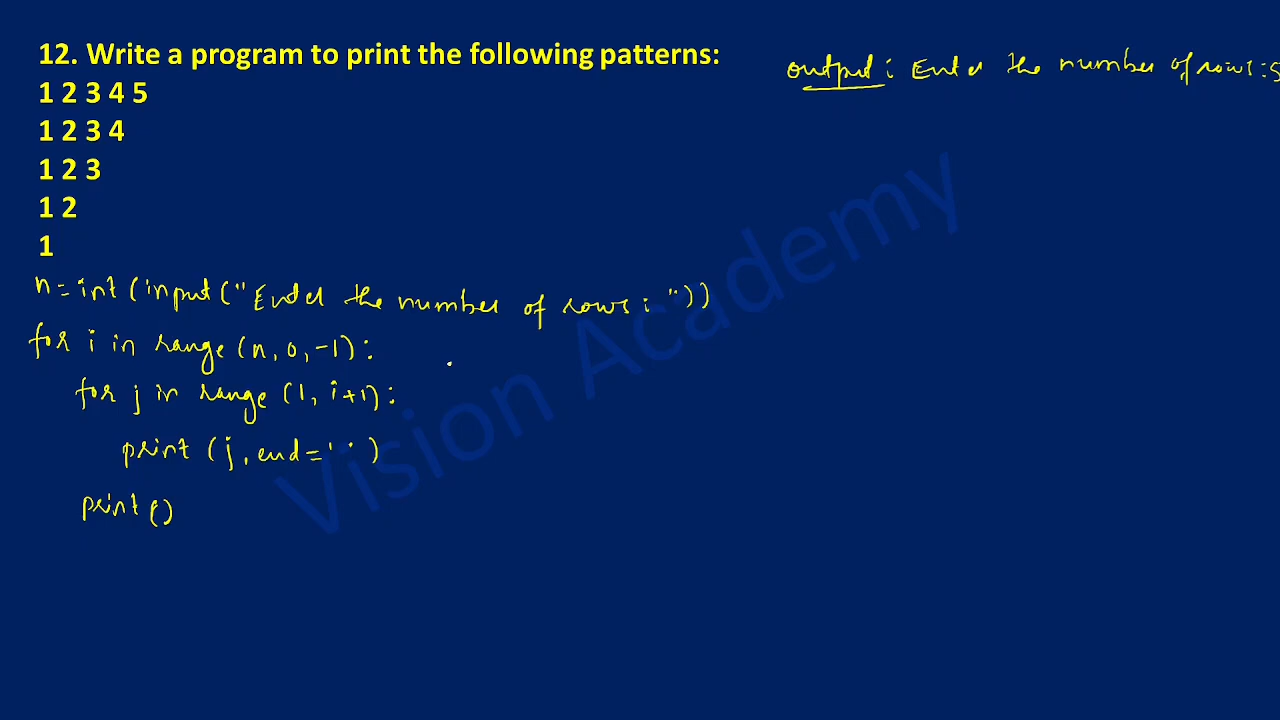 12. Write a program to print the following patterns:
1 2 3 4 5
1 2 3 4
1 2 3
1 2
1
n=int(input("Enter the number of rows: "))
for i in range(n,0,-1):
for j in range(1,i+1):
print(j,end=' ')
print()
output: Enter the number of rows:5
Vision Academy